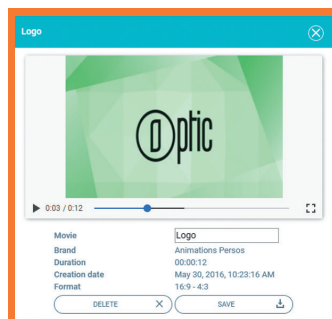 Logo
Optic
0:03 / 0:12
Movie Logo
Brand Animations Persos
Duration 00:00:12
Creation date May 30, 2016, 10:23:16 AM
Format 16:9 - 4:3
DELETE SAVE